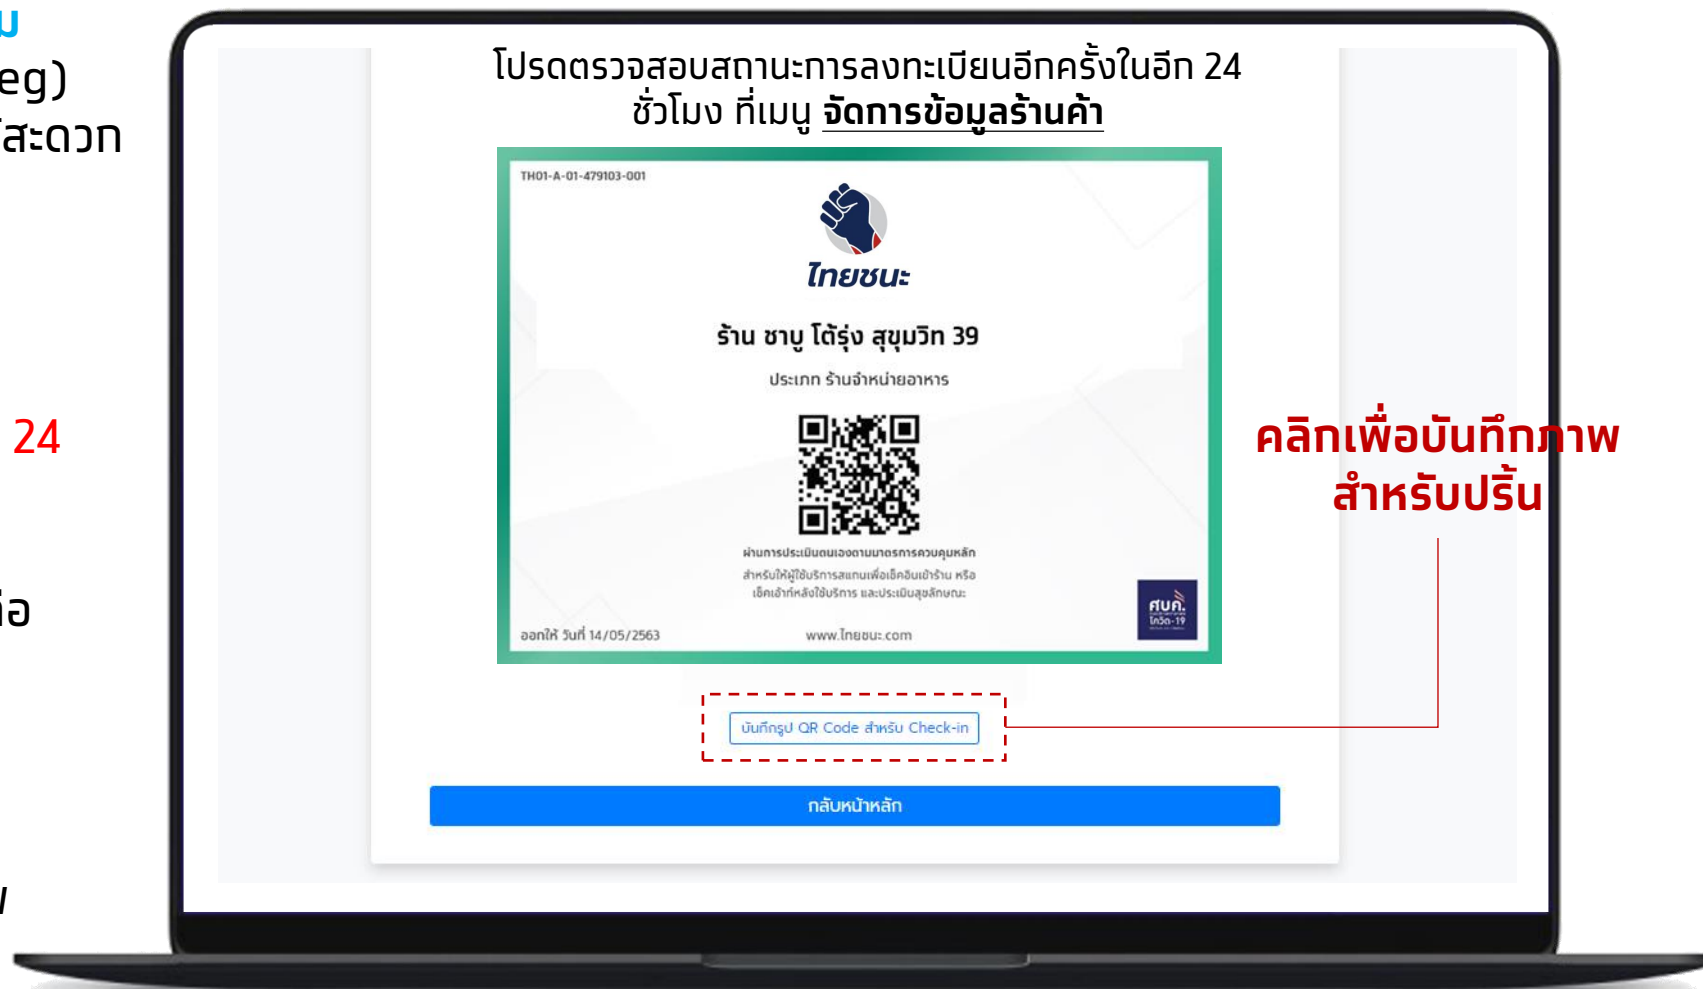 ม
eg)
สะดวก
24
โปรดตรวจสอบสถานะการลงทะเบียนอีกครั้งในอีก 24
ชั่วโมง ที่เมนู จัดการข้อมูลร้านค้า
TH01-A-01-479103-001
ไทยชนะ
ร้าน ชาบู โต้รุ่ง สุขุมวิท 39
ประเภท ร้านจำหน่ายอาหาร
ผ่านการประเมินตนเองตามมาตรการควบคุมหลัก
สำหรับให้ผู้ใช้บริการสแกนเพื่อเช็คอินเข้าร้าน หรือ
เช็คเอ้าท์หลังใช้บริการ และประเมินสุขลักษณะ
ออกให้ วันที่ 14/05/2563
www.ไทยชนะ.com
ศบค.
โควิด-19
คลิกเพื่อบันทึกภาพ
สำหรับปริ้น
บันทึกรูป QR Code สำหรับ Check-in
กลับหน้าหลัก